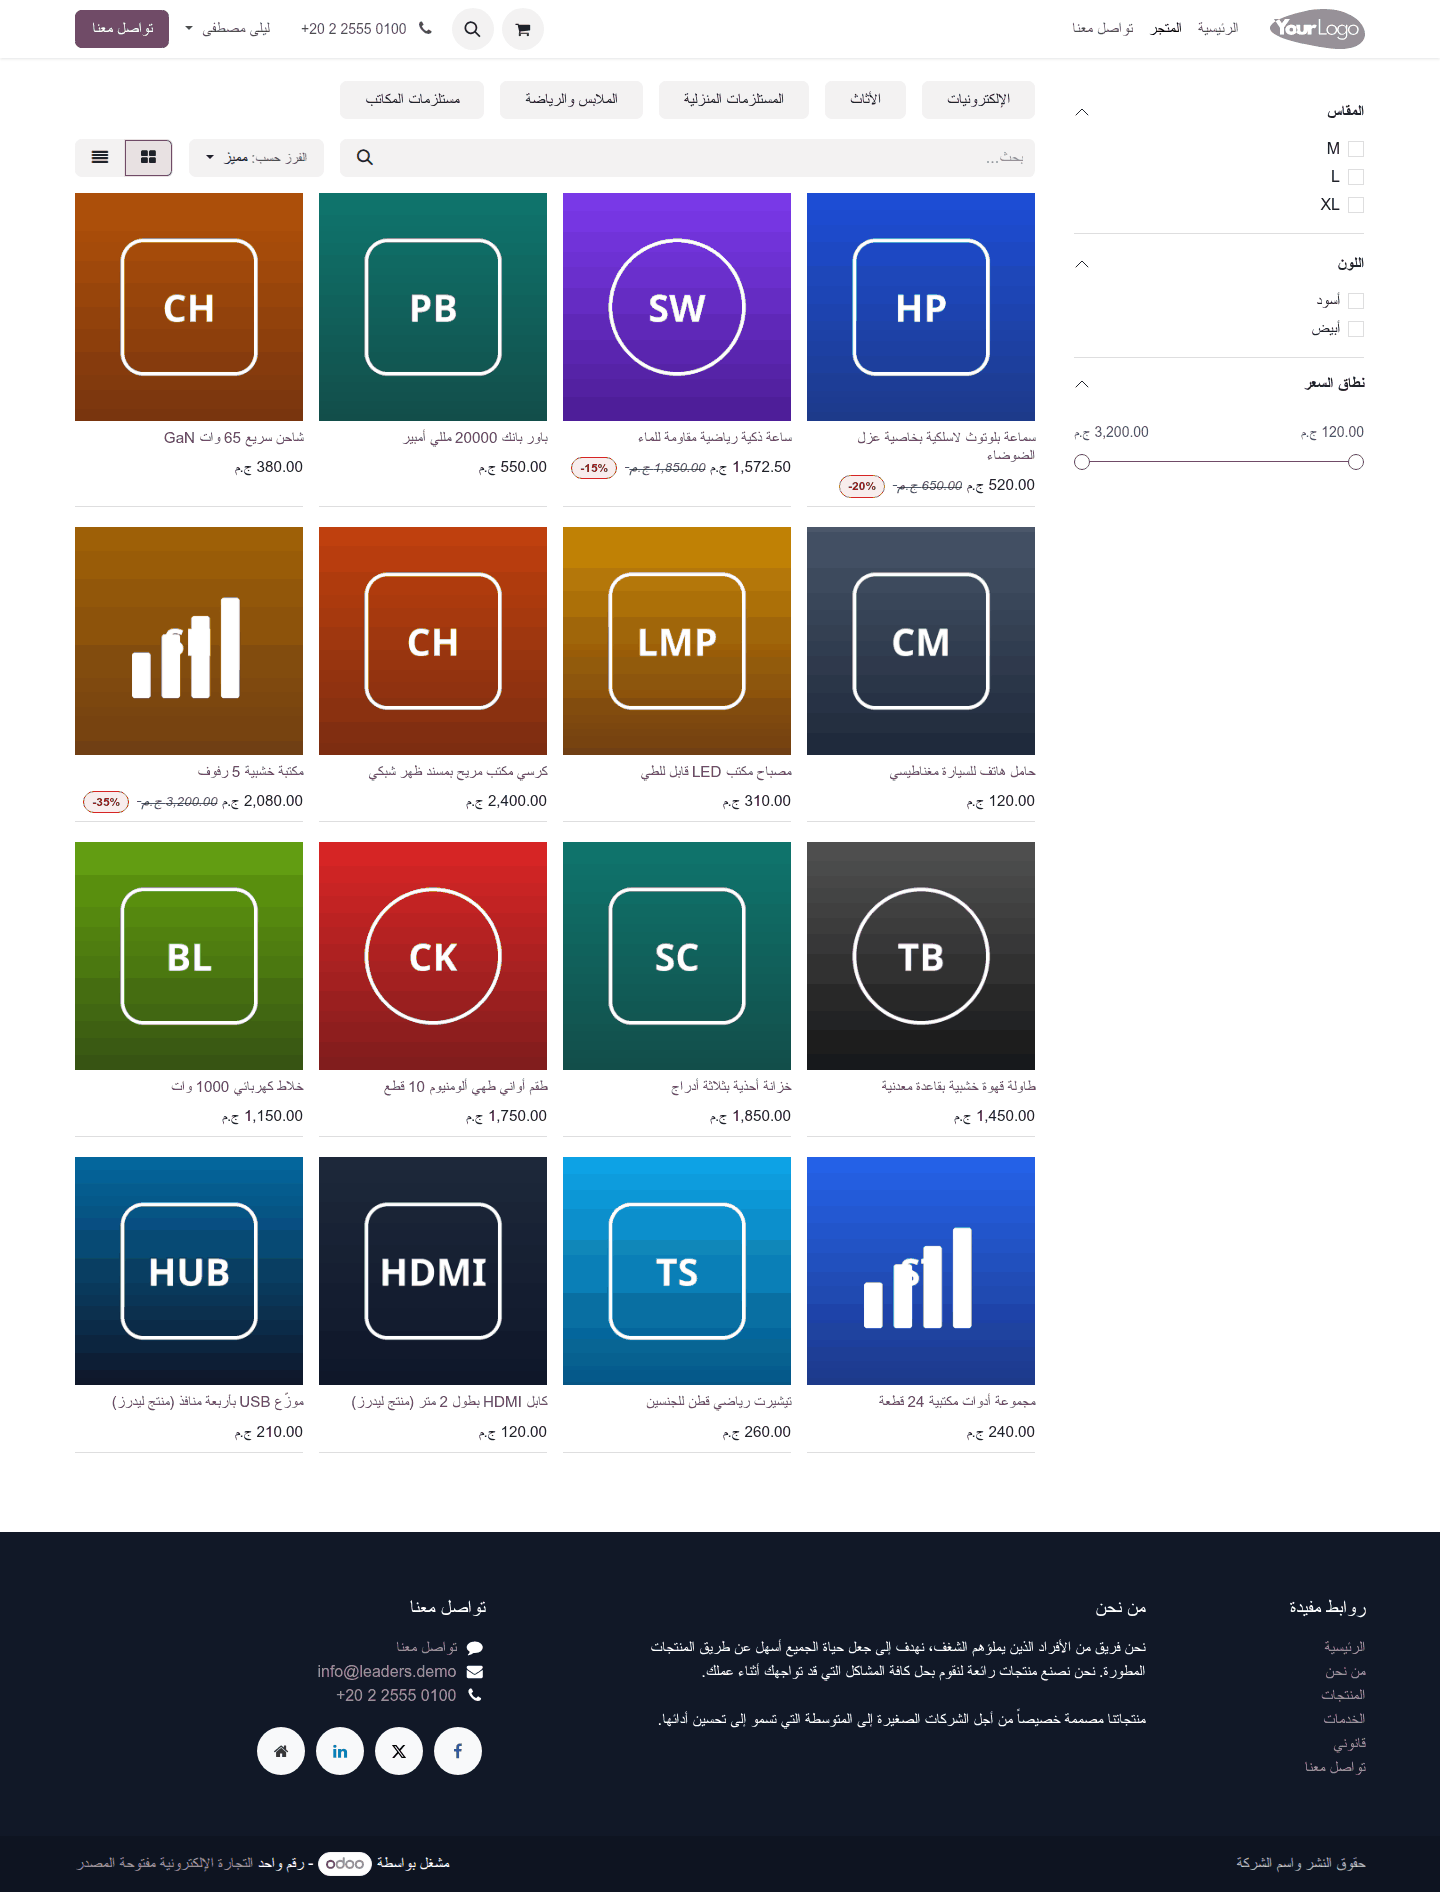 YourLogo
الرئيسية
المتجر
تواصل معنا
+20 2 2555 0100
ليلى مصطفى
تواصل معنا
الإلكترونيات
الأثاث
المستلزمات المنزلية
الملابس والرياضة
مستلزمات المكاتب
بحث...
الفرز حسب: مميز
المقاس
M
L
XL
اللون
أسود
أبيض
نطاق السعر
120.00 ج.م
3,200.00 ج.م
HP
سماعة بلوتوث لاسلكية بخاصية عزل
الضوضاء
520.00 ج.م 650.00 ج.م -20%
SW
ساعة ذكية رياضية مقاومة للماء
1,572.50 ج.م 1,850.00 ج.م -15%
PB
باور بانك 20000 مللي أمبير
550.00 ج.م
CH
شاحن سريع 65 وات GaN
380.00 ج.م
CM
حامل هاتف للسيارة مغناطيسي
120.00 ج.م
LMP
مصباح مكتب LED قابل للطي
310.00 ج.م
CH
كرسي مكتب مريح بمسند ظهر شبكي
2,400.00 ج.م
مكتبة خشبية 5 رفوف
2,080.00 ج.م 3,200.00 ج.م -35%
TB
طاولة قهوة خشبية بقاعدة معدنية
1,450.00 ج.م
SC
خزانة أحذية بثلاثة أدراج
1,850.00 ج.م
CK
طقم أواني طهي ألومنيوم 10 قطع
1,750.00 ج.م
BL
خلاط كهربائي 1000 وات
1,150.00 ج.م
مجموعة أدوات مكتبية 24 قطعة
240.00 ج.م
TS
تيشيرت رياضي قطن للجنسين
260.00 ج.م
HDMI
كابل HDMI بطول 2 متر (منتج ليدرز)
120.00 ج.م
HUB
موزّع USB بأربعة منافذ (منتج ليدرز)
210.00 ج.م
روابط مفيدة
الرئيسية
من نحن
المنتجات
الخدمات
قانوني
تواصل معنا
من نحن
نحن فريق من الأفراد الذين يملؤهم الشغف، نهدف إلى جعل حياة الجميع أسهل عن طريق المنتجات
المطورة. نحن نصنع منتجات رائعة لنقوم بحل كافة المشاكل التي قد تواجهك أثناء عملك.
منتجاتنا مصممة خصيصاً من أجل الشركات الصغيرة إلى المتوسطة التي تسمو إلى تحسين أدائها.
تواصل معنا
تواصل معنا
info@leaders.demo
+20 2 2555 0100
حقوق النشر واسم الشركة
مشغل بواسطة odoo - رقم واحد التجارة الإلكترونية مفتوحة المصدر